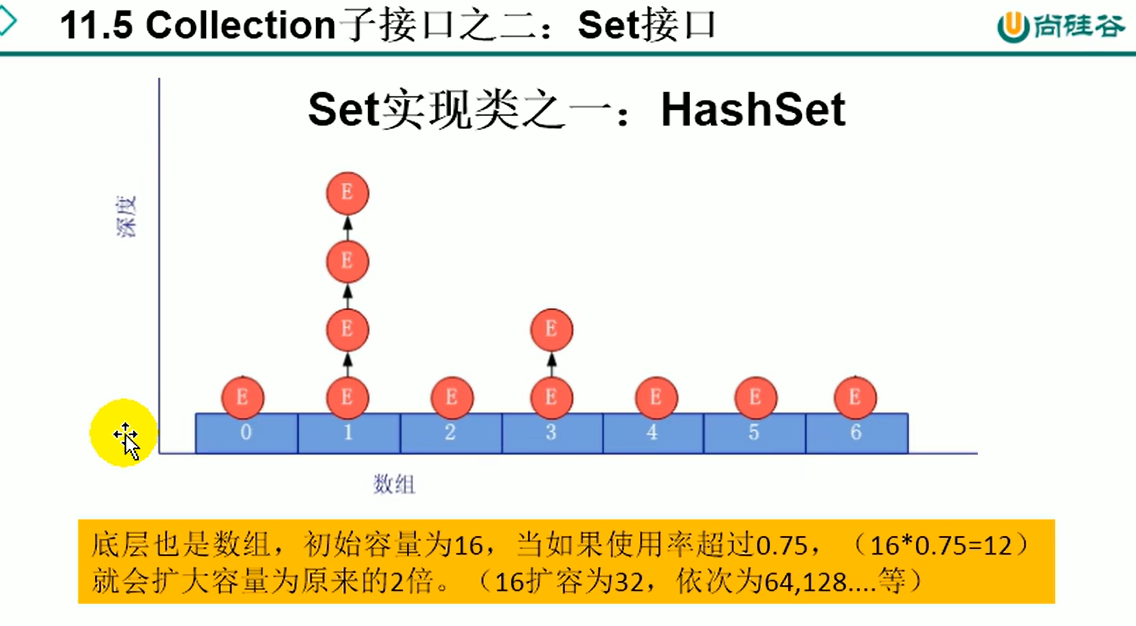 11.5 Collection子接口之二：Set接口
尚硅谷
Set实现类之一：HashSet
深度
E
E
E E
E E E E E E E
0 1 2 3 4 5 6
数组
底层也是数组，初始容量为16，当如果使用率超过0.75，（16*0.75=12）
就会扩大容量为原来的2倍。（16扩容为32，依次为64,128....等）